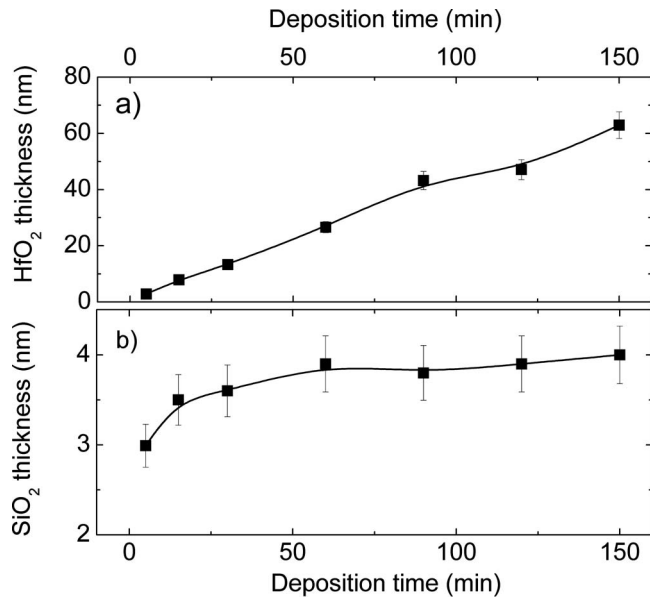 Deposition time (min)
0 50 100 150
80
a)
60
40
20
0
HfO₂ thickness (nm)
b)
4
3
2
SiO₂ thickness (nm)
0 50 100 150
Deposition time (min)